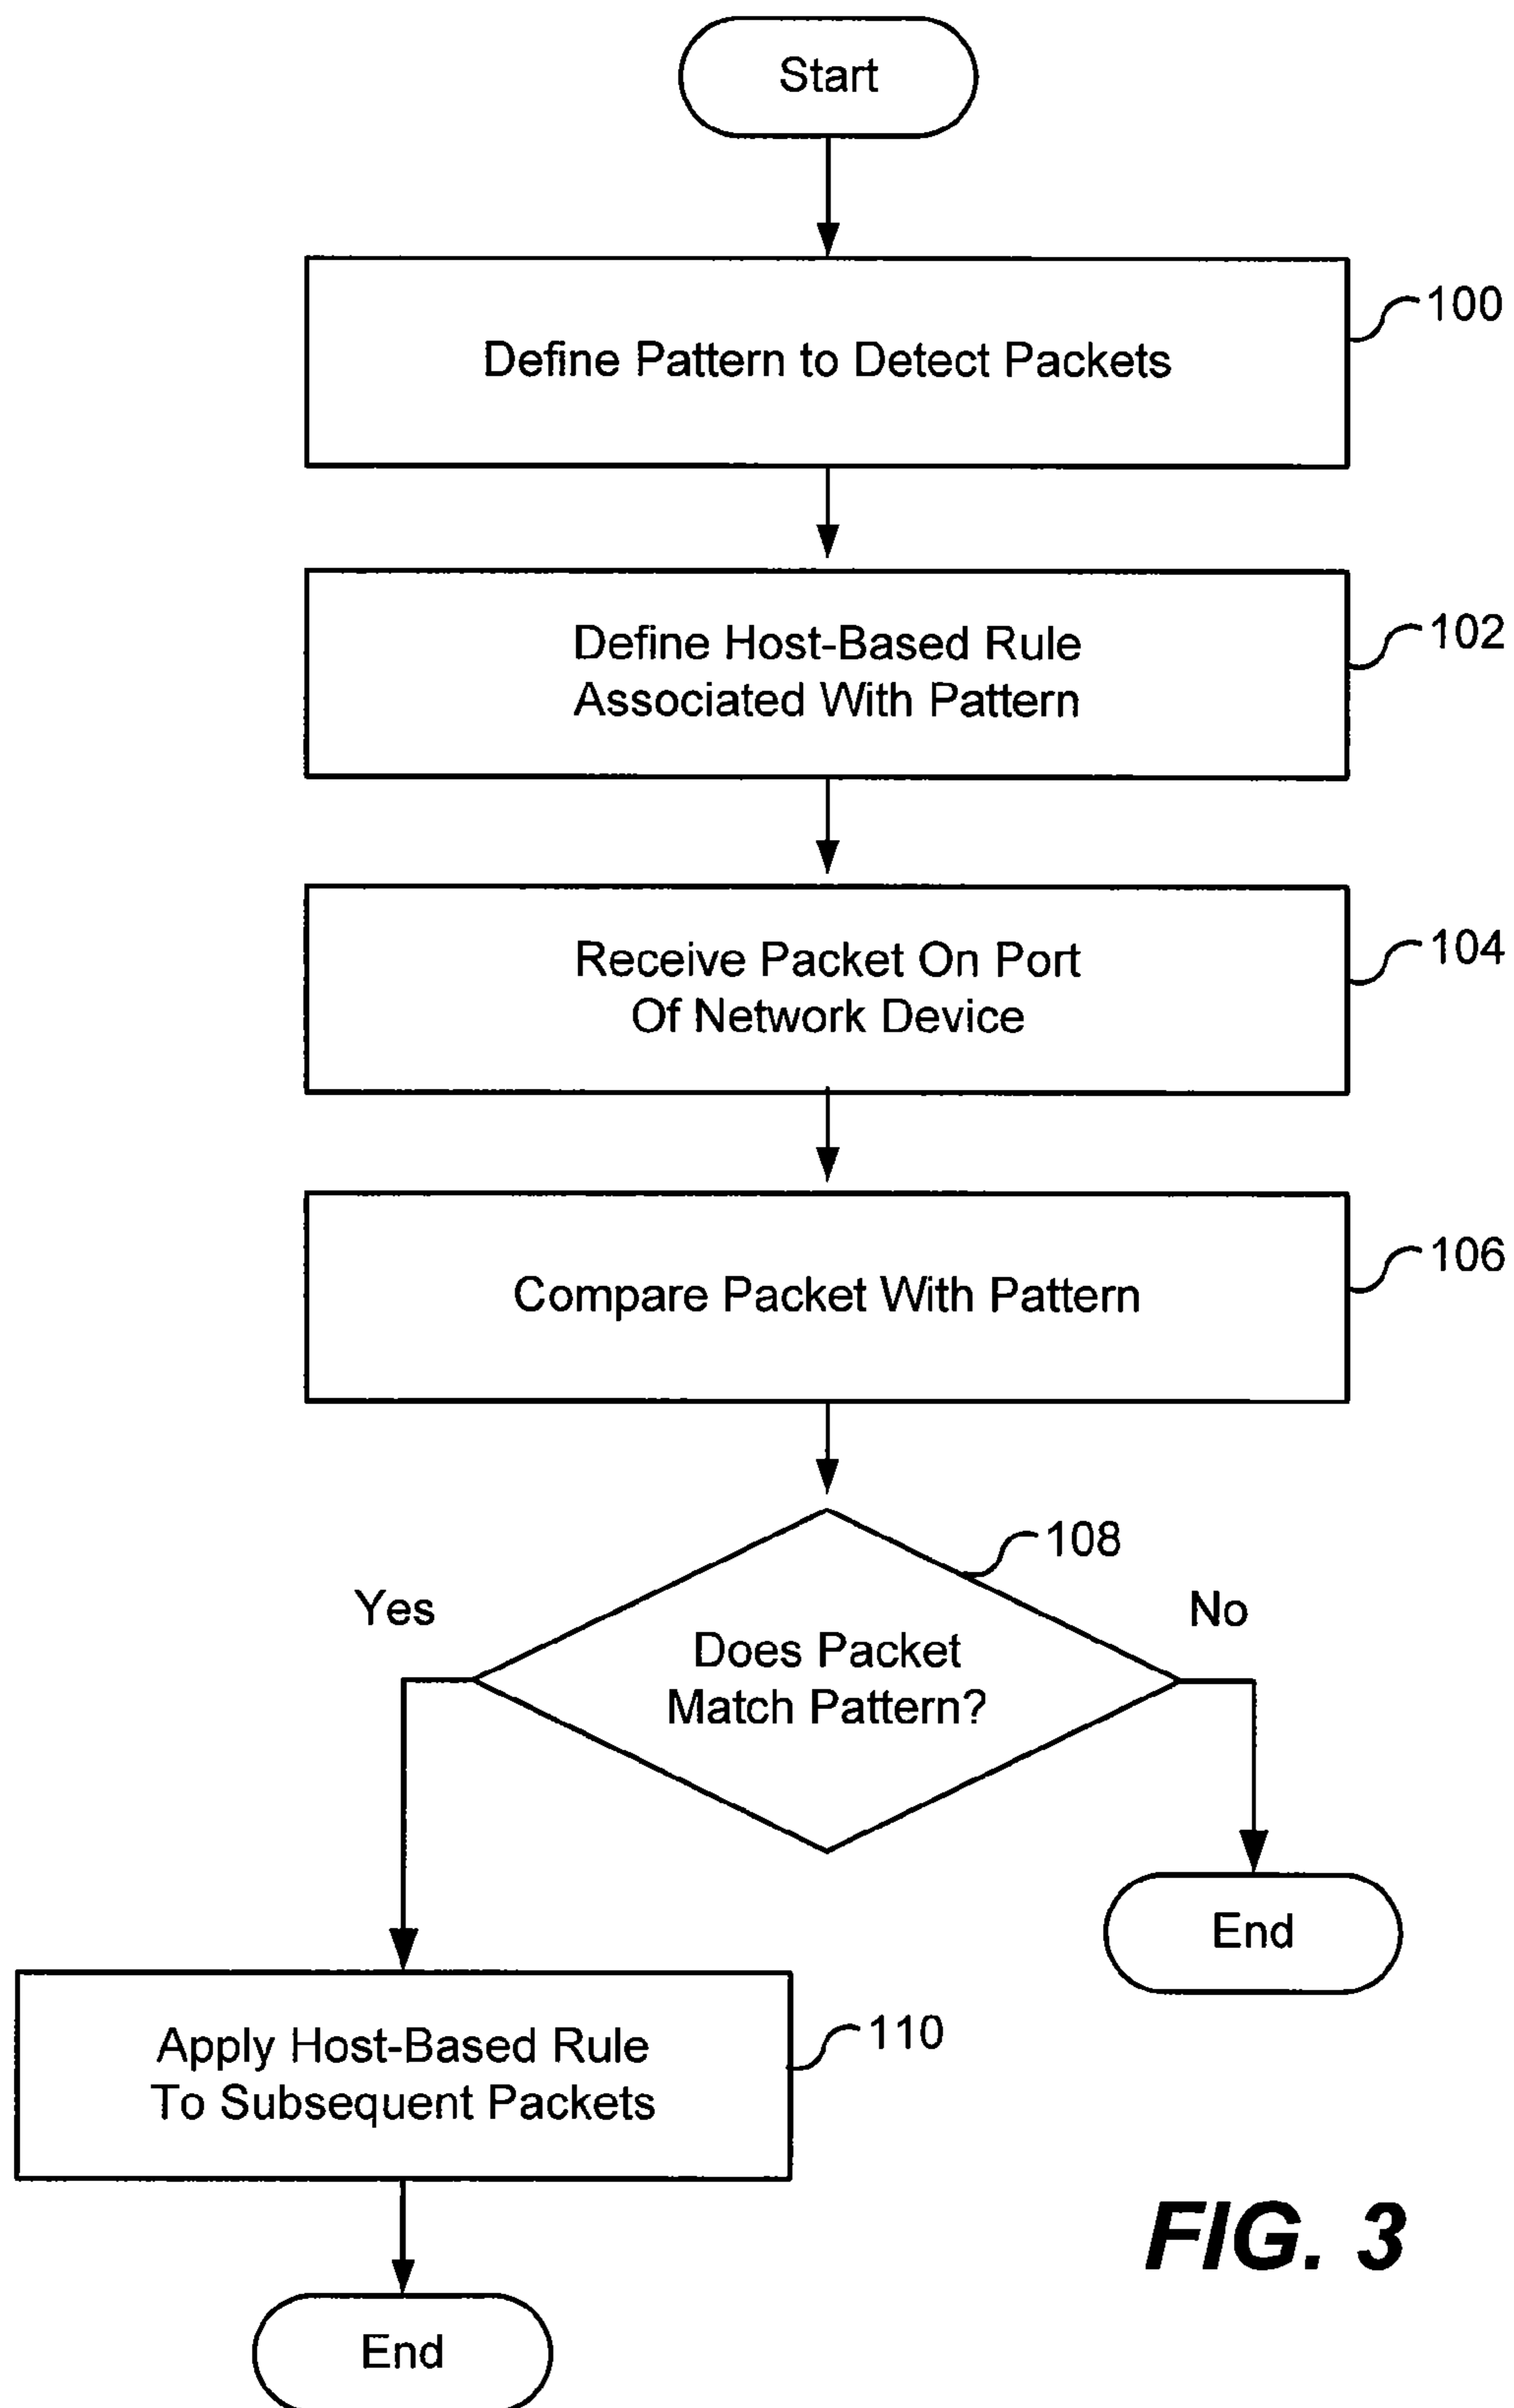 Start
Define Pattern to Detect Packets
100
Define Host-Based Rule
Associated With Pattern
102
Receive Packet On Port
Of Network Device
104
Compare Packet With Pattern
106
108
Yes
No
Does Packet
Match Pattern?
End
Apply Host-Based Rule
To Subsequent Packets
110
FIG. 3
End